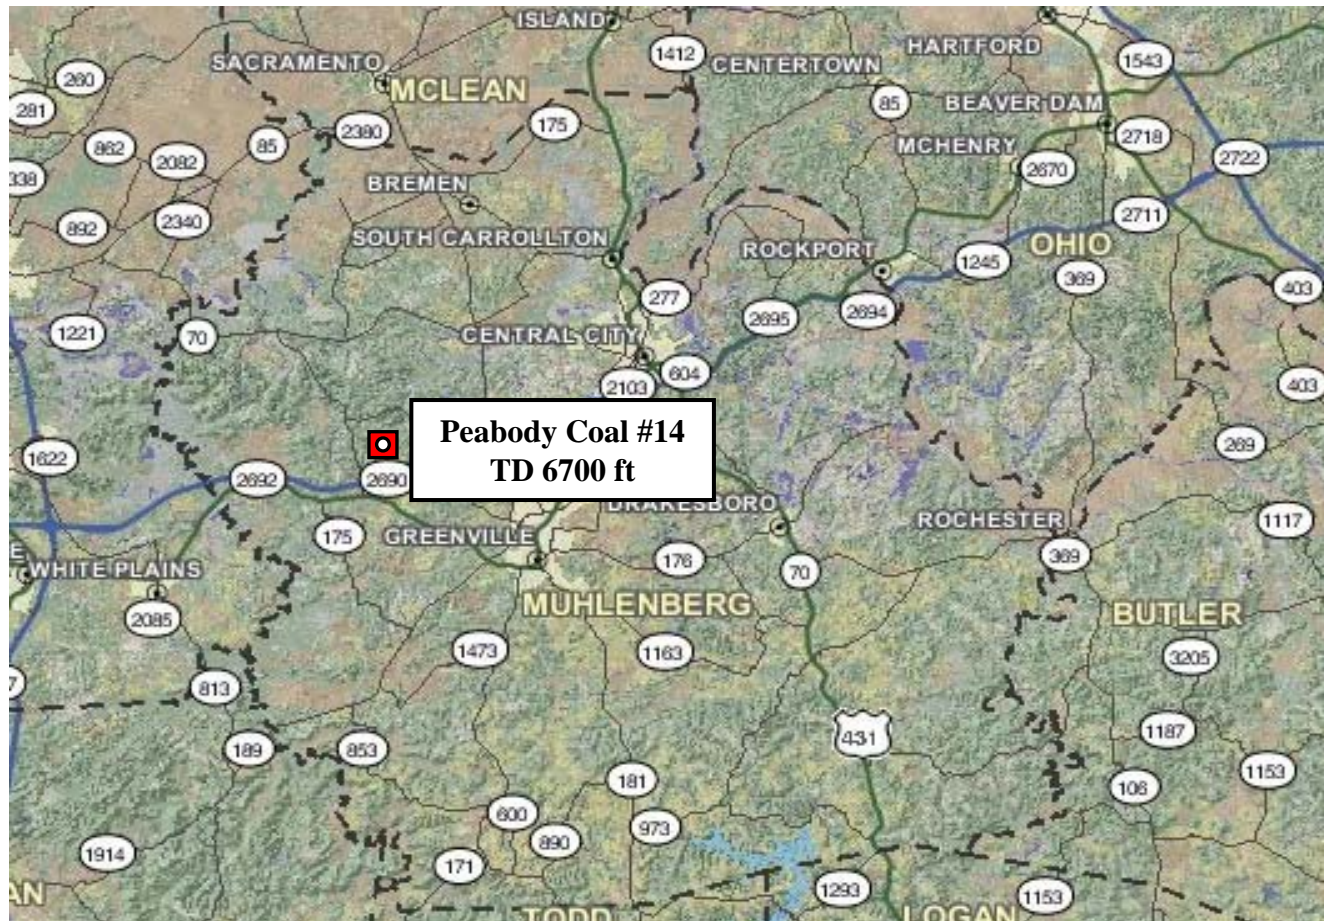 ISLAND
HARTFORD
SACRAMENTO
1412
CENTERTOWN
1543
260
MCLEAN
85
BEAVER DAM
281
175
2380
2718
862
85
MCHENRY
2082
2670
2722
338
BREMEN
892
2340
2711
SOUTH CARROLLTON
ROCKPORT
OHIO
1245
369
277
403
1221
70
CENTRAL CITY
2695
2694
604
2103
403
Peabody Coal #14
TD 6700 ft
269
1622
2692
2690
DRAKESBORO
ROCHESTER
1117
175
GREENVILLE
E
WHITE PLAINS
176
70
369
MUHLENBERG
BUTLER
2085
1473
1163
3205
7
813
431
1187
189
853
1153
181
106
600
973
890
1914
171
1293
1153
AN
TODD
LOGAN